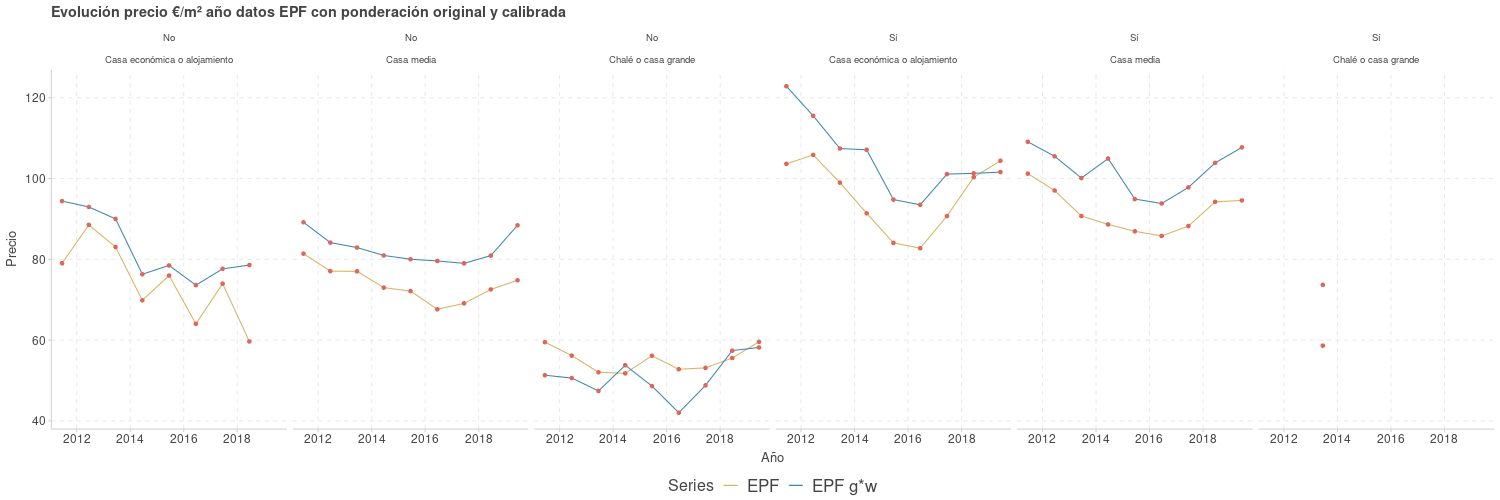 Evolución precio €/m² año datos EPF con ponderación original y calibrada
No No No Sí Sí Sí
Casa económica o alojamiento Casa media Chalé o casa grande Casa económica o alojamiento Casa media Chalé o casa grande
120
100
80
60
40
Precio
2012 2014 2016 2018 2012 2014 2016 2018 2012 2014 2016 2018 2012 2014 2016 2018 2012 2014 2016 2018 2012 2014 2016 2018
Año
Series EPF EPF g*w